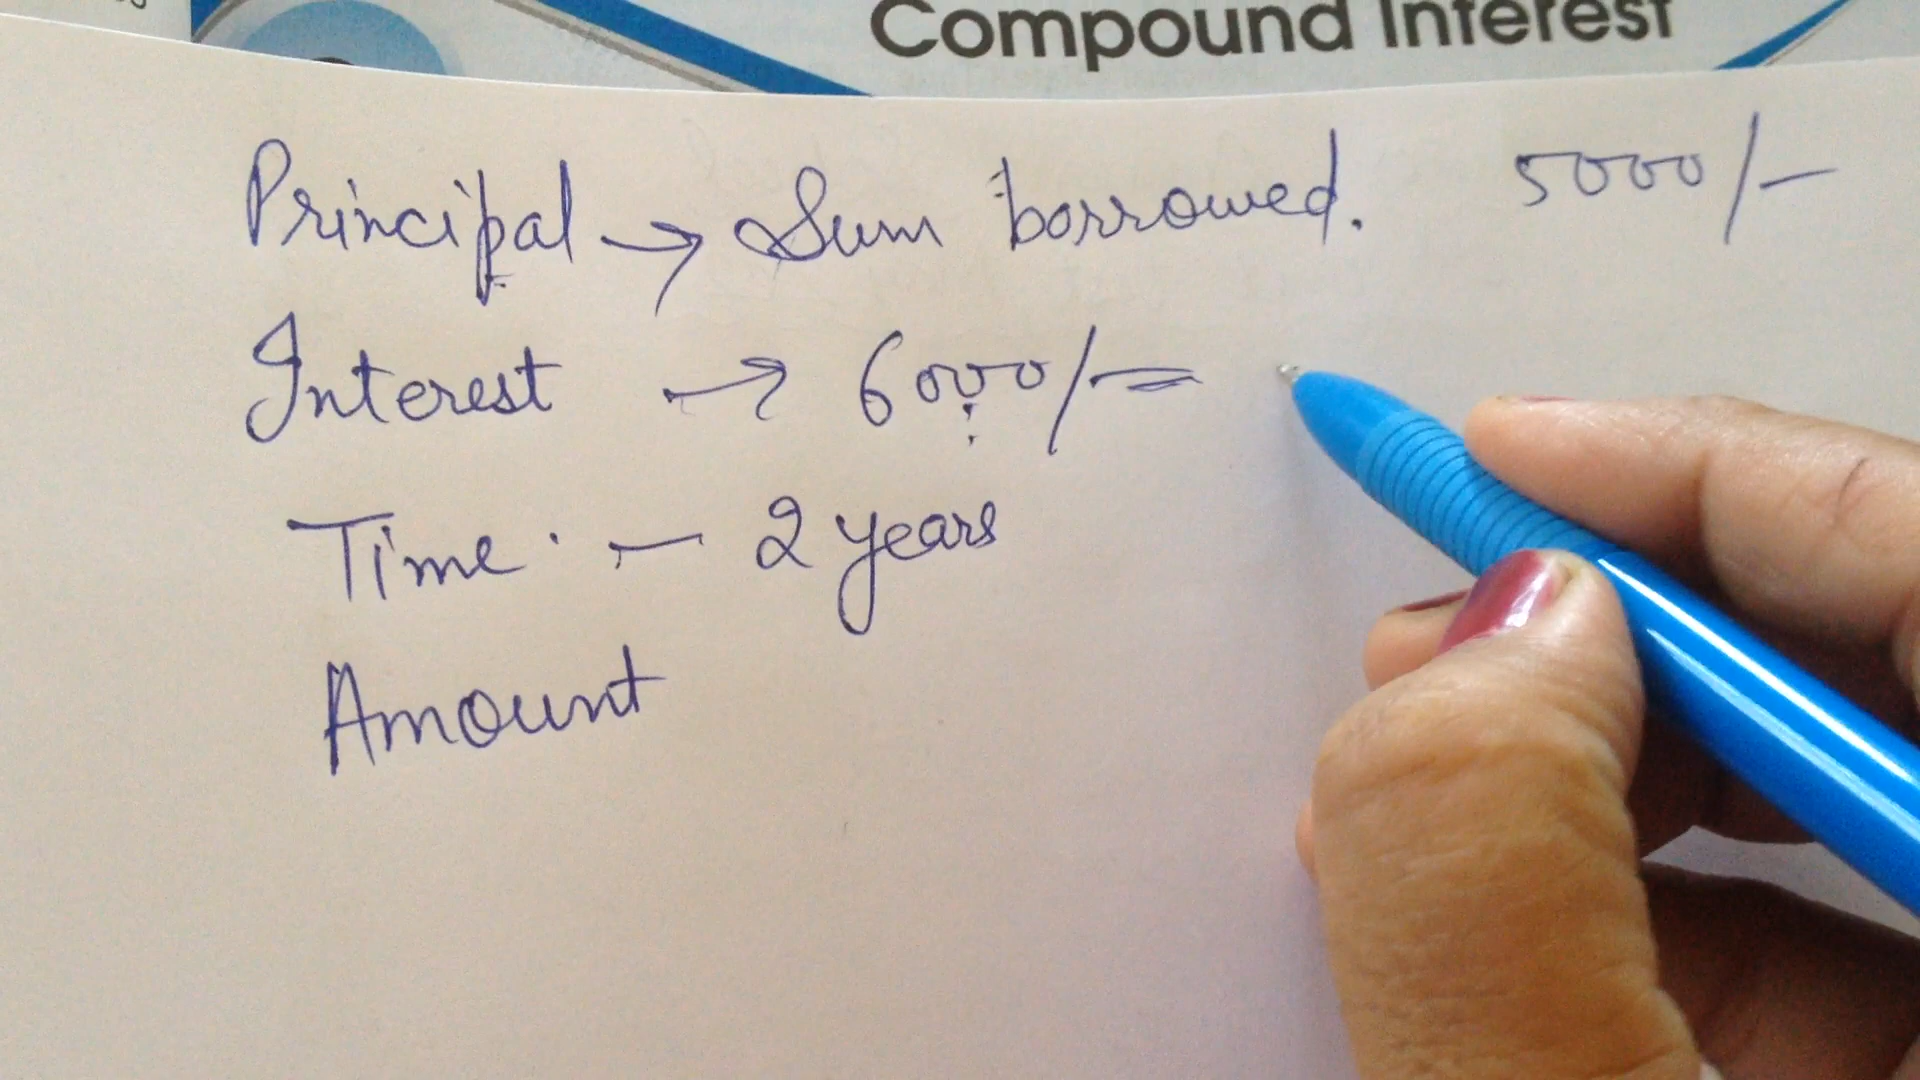 Compound Interest
Principal → Sum borrowed. 5000/-
Interest → 6000/=
Time - 2 years
Amount